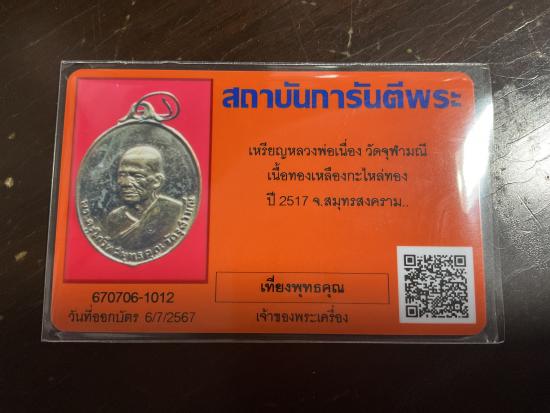 สถาบันการันตีพระ
เหรียญหลวงพ่อเนื่อง วัดจุฬามณี
เนื้อทองเหลืองกะไหล่ทอง
ปี 2517 จ.สมุทรสงคราม..
เที่ยงพุทธคุณ
เจ้าของพระเครื่อง
670706-1012
วันที่ออกบัตร 6/7/2567